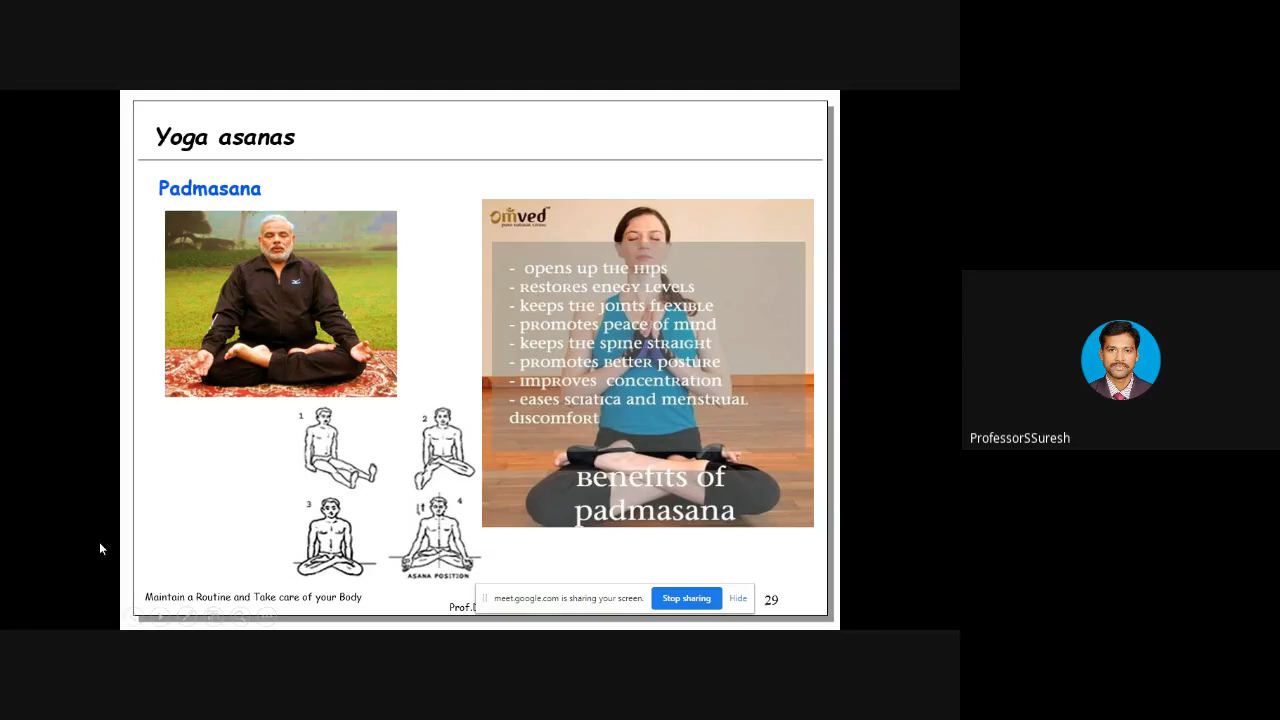 Yoga asanas
Padmasana
omved
- opens up the hips
- restores enegy levels
- keeps the joints flexible
- promotes peace of mind
- keeps the spine straight
- promotes better posture
- improves concentration
- eases sciatica and menstrual
discomfort
Benefits of
padmasana
1
2
3
4
ASANA POSITION
Maintain a Routine and Take care of your Body
Prof.D
meet.google.com is sharing your screen.
Stop sharing
Hide
29
ProfessorSSuresh